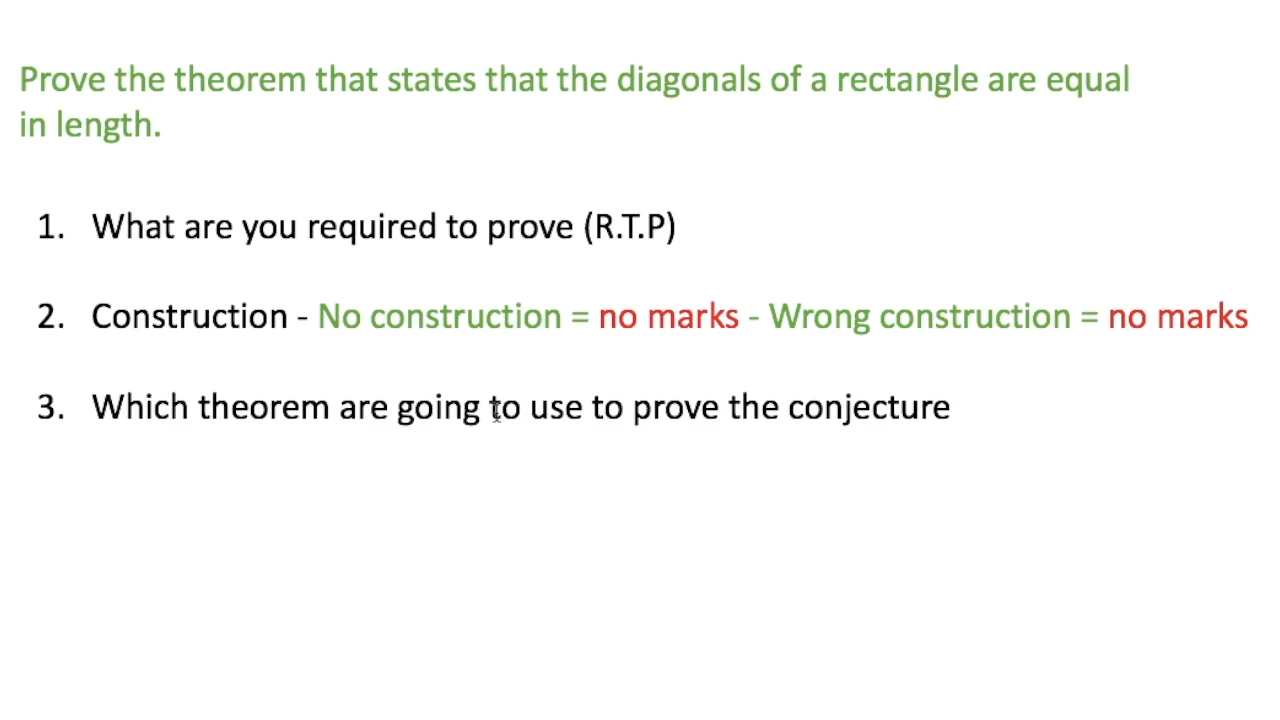 Prove the theorem that states that the diagonals of a rectangle are equal
in length.
1. What are you required to prove (R.T.P)
2. Construction - No construction = no marks - Wrong construction = no marks
3. Which theorem are going to use to prove the conjecture